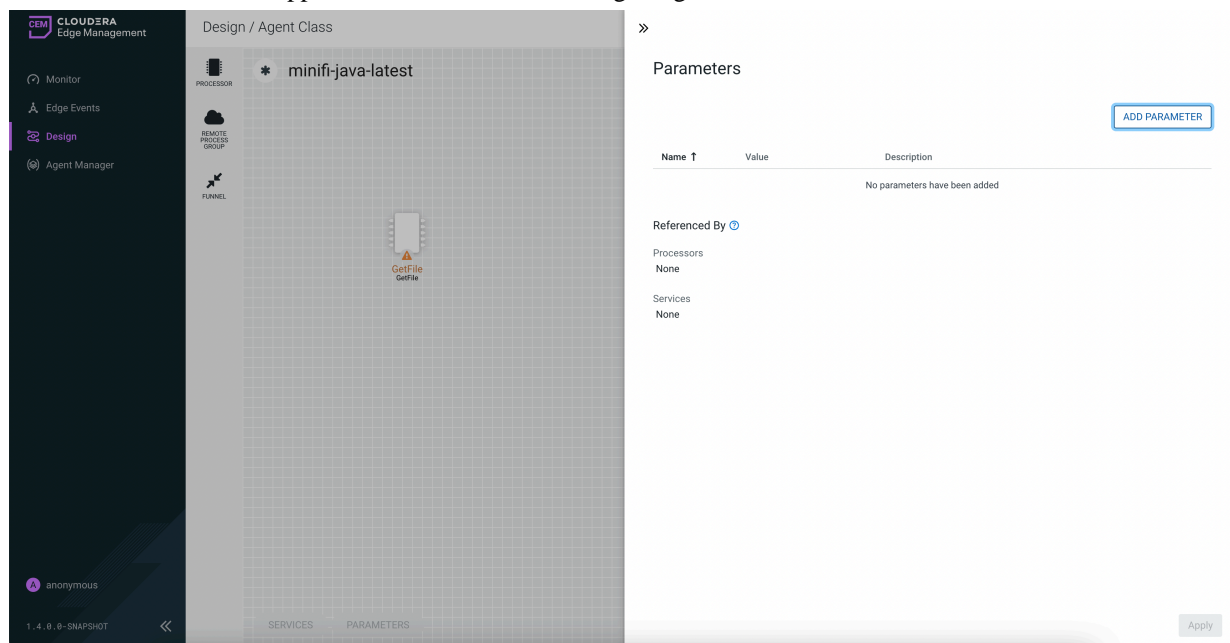 CEM CLOUDERA
Edge Management
Monitor
Edge Events
Design
Agent Manager
A anonymous
1.4.0.0-SNAPSHOT
Design / Agent Class
PROCESSOR
REMOTE
PROCESS
GROUP
FUNNEL
minifi-java-latest
GetFile
GetFile
SERVICES PARAMETERS
Parameters
ADD PARAMETER
Name Value Description
No parameters have been added
Referenced By
Processors
None
Services
None
Apply